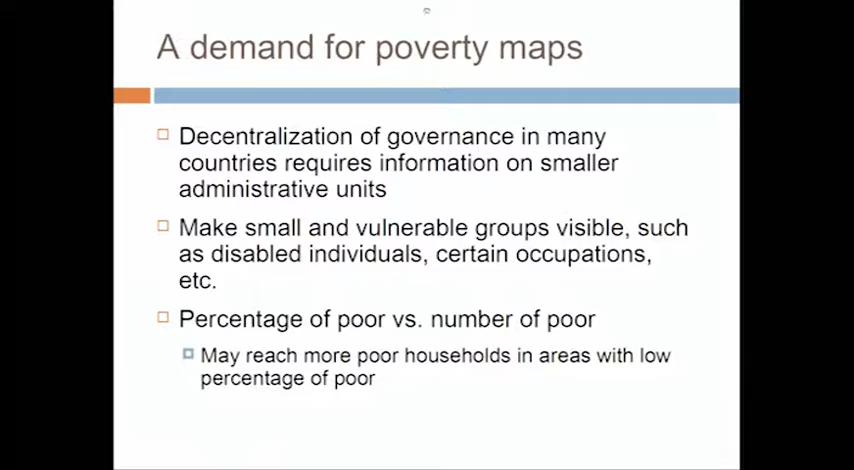 A demand for poverty maps
Decentralization of governance in many
countries requires information on smaller
administrative units
Make small and vulnerable groups visible, such
as disabled individuals, certain occupations,
etc.
Percentage of poor vs. number of poor
May reach more poor households in areas with low
percentage of poor